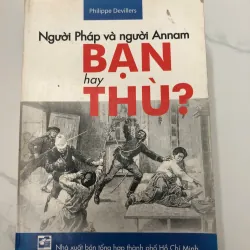 Philippe Devillers
Người Pháp và người Annam
BẠN
hay
THÙ?
Nhà xuất bản tổng hợp thành phố Hồ Chí Minh